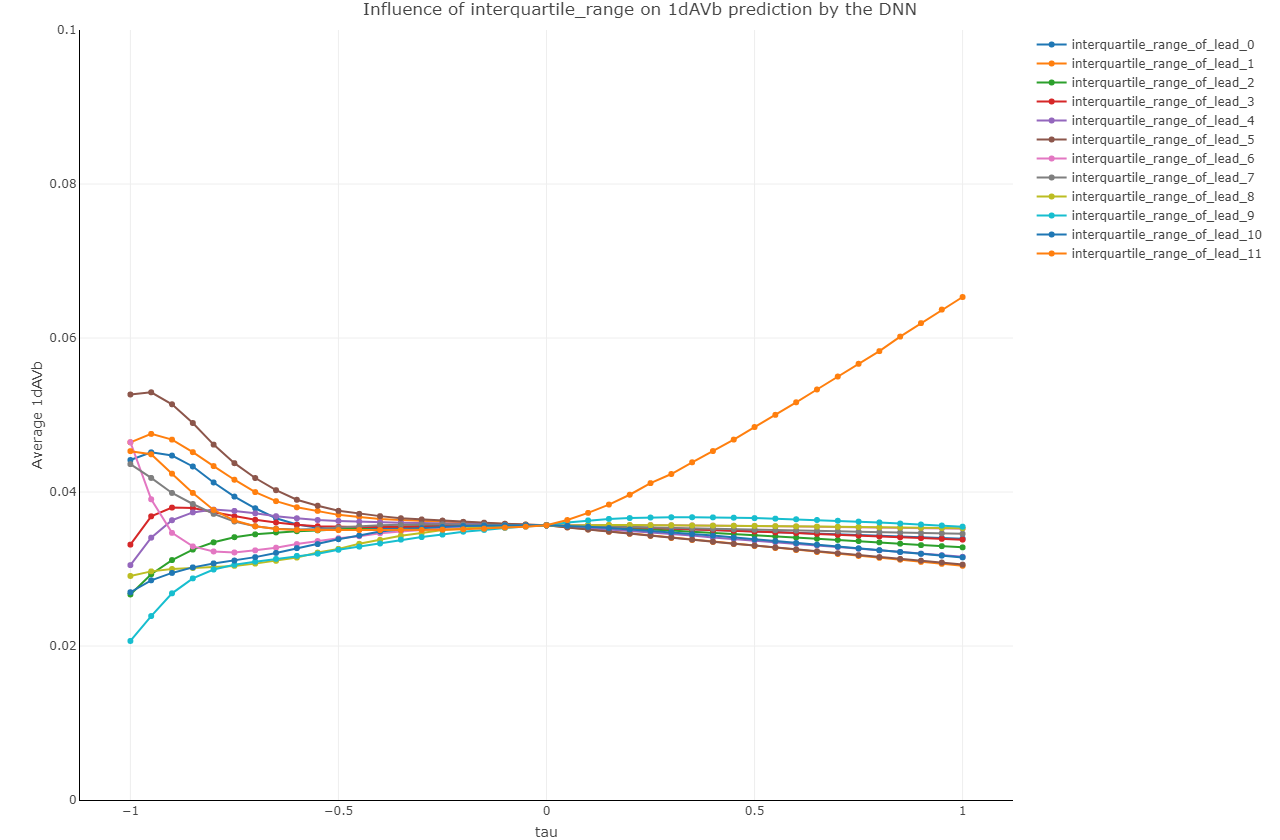 Influence of interquartile_range on 1dAVb prediction by the DNN
0.1
0.08
0.06
0.04
0.02
0
Average 1dAVb
−1
−0.5
0
0.5
1
tau
interquartile_range_of_lead_0
interquartile_range_of_lead_1
interquartile_range_of_lead_2
interquartile_range_of_lead_3
interquartile_range_of_lead_4
interquartile_range_of_lead_5
interquartile_range_of_lead_6
interquartile_range_of_lead_7
interquartile_range_of_lead_8
interquartile_range_of_lead_9
interquartile_range_of_lead_10
interquartile_range_of_lead_11